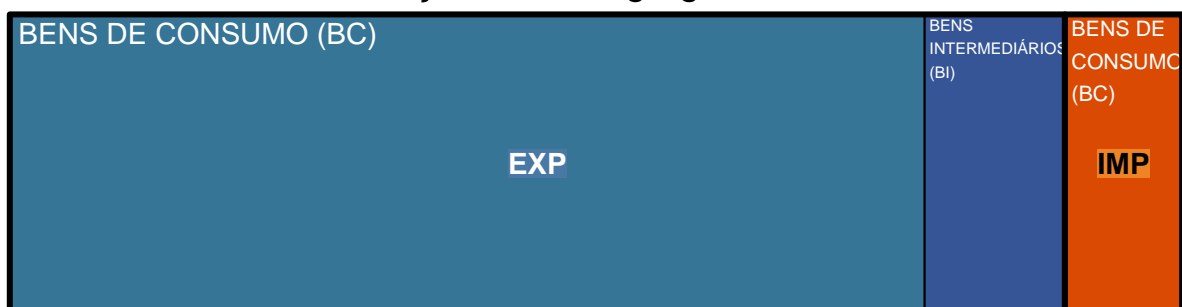 BENS DE CONSUMO (BC)
BENS
INTERMEDIÁRIOS
(BI)
BENS DE
CONSUMO
(BC)
EXP
IMP